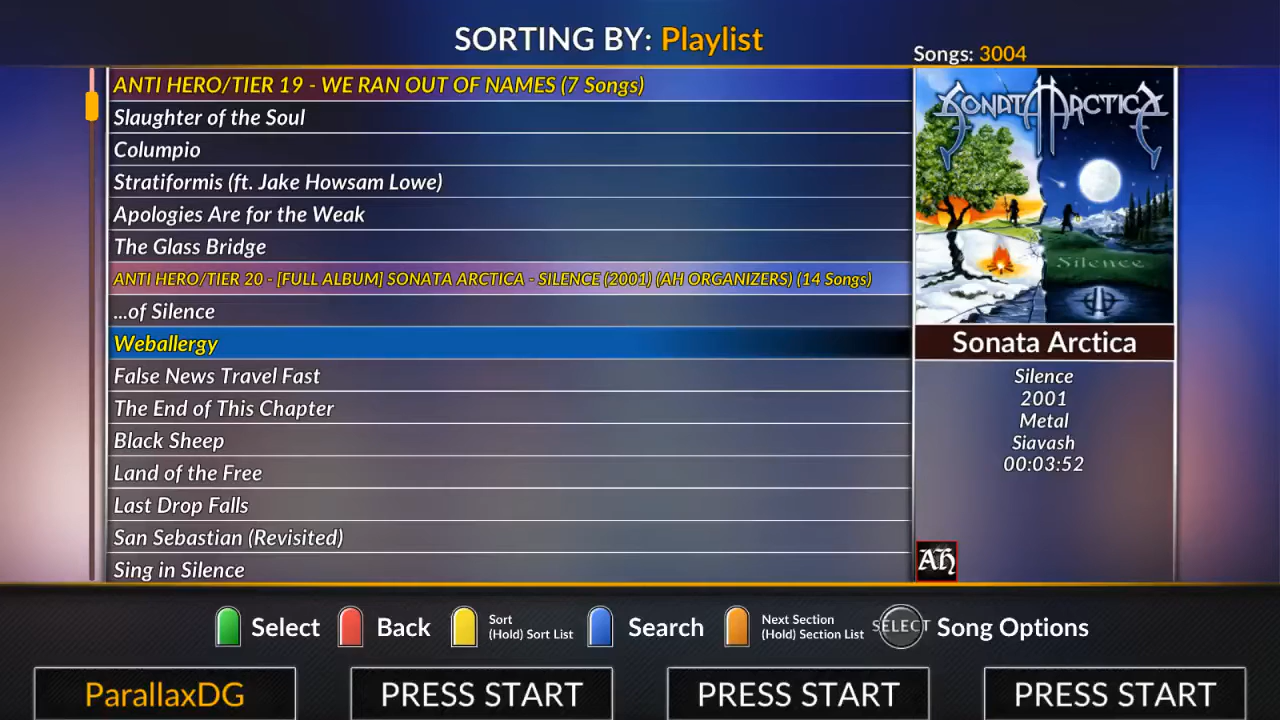 SORTING BY: Playlist
Songs: 3004
ANTI HERO/TIER 19 - WE RAN OUT OF NAMES (7 Songs)
Slaughter of the Soul
Columpio
Stratiformis (ft. Jake Howsam Lowe)
Apologies Are for the Weak
The Glass Bridge
ANTI HERO/TIER 20 - [FULL ALBUM] SONATA ARCTICA - SILENCE (2001) (AH ORGANIZERS) (14 Songs)
...of Silence
Weballergy
False News Travel Fast
The End of This Chapter
Black Sheep
Land of the Free
Last Drop Falls
San Sebastian (Revisited)
Sing in Silence
SONATA ARCTICA
Silence
Sonata Arctica
Silence
2001
Metal
Siavash
00:03:52
AH
Select
Back
Sort
(Hold) Sort List
Search
Next Section
(Hold) Section List
SELECT
Song Options
ParallaxDG
PRESS START
PRESS START
PRESS START